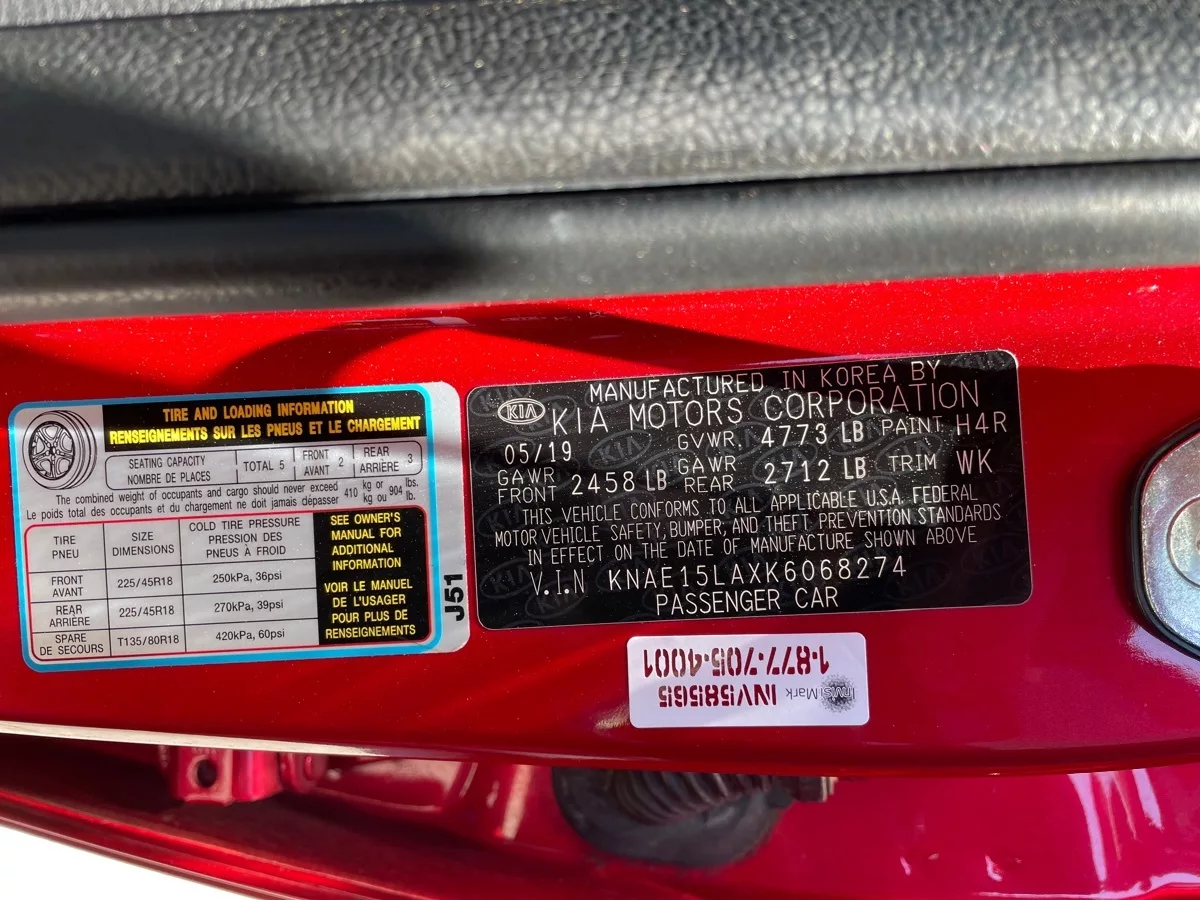 TIRE AND LOADING INFORMATION
RENSEIGNEMENTS SUR LES PNEUS ET LE CHARGEMENT
SEATING CAPACITY
NOMBRE DE PLACES
TOTAL 5
FRONT
AVANT 2
REAR
ARRIÈRE 3
The combined weight of occupants and cargo should never exceed 410 kg or 904 lbs.
Le poids total des occupants et du chargement ne doit jamais dépasser 410 kg ou 904 lb.
TIRE
PNEU
SIZE
DIMENSIONS
COLD TIRE PRESSURE
PRESSION DES
PNEUS À FROID
FRONT
AVANT
225/45R18
250kPa, 36psi
REAR
ARRIÈRE
225/45R18
270kPa, 39psi
SPARE
DE SECOURS
T135/80R18
420kPa, 60psi
SEE OWNER'S
MANUAL FOR
ADDITIONAL
INFORMATION
VOIR LE MANUEL
DE L'USAGER
POUR PLUS DE
RENSEIGNEMENTS
J51
MANUFACTURED IN KOREA BY
KIA KIA MOTORS CORPORATION
05/19 GVWR. 4773 LB PAINT H4R
GAWR FRONT 2458 LB GAWR REAR 2712 LB TRIM WK
THIS VEHICLE CONFORMS TO ALL APPLICABLE U.S.A. FEDERAL
MOTOR VEHICLE SAFETY, BUMPER, AND THEFT PREVENTION STANDARDS
IN EFFECT ON THE DATE OF MANUFACTURE SHOWN ABOVE
V.I.N KNAE15LAXK6068274
PASSENGER CAR
InvisiMark INV58565
1-877-705-4001